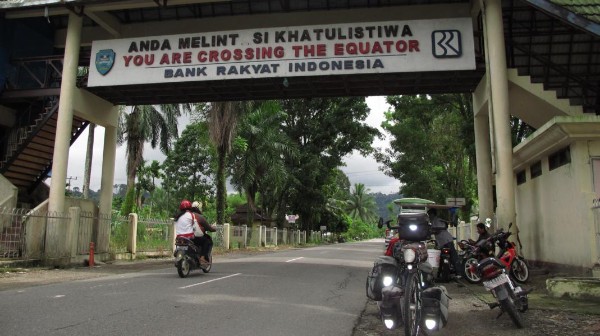 ANDA MELINT SI KHATULISTIWA
YOU ARE CROSSING THE EQUATOR
BANK RAKYAT INDONESIA